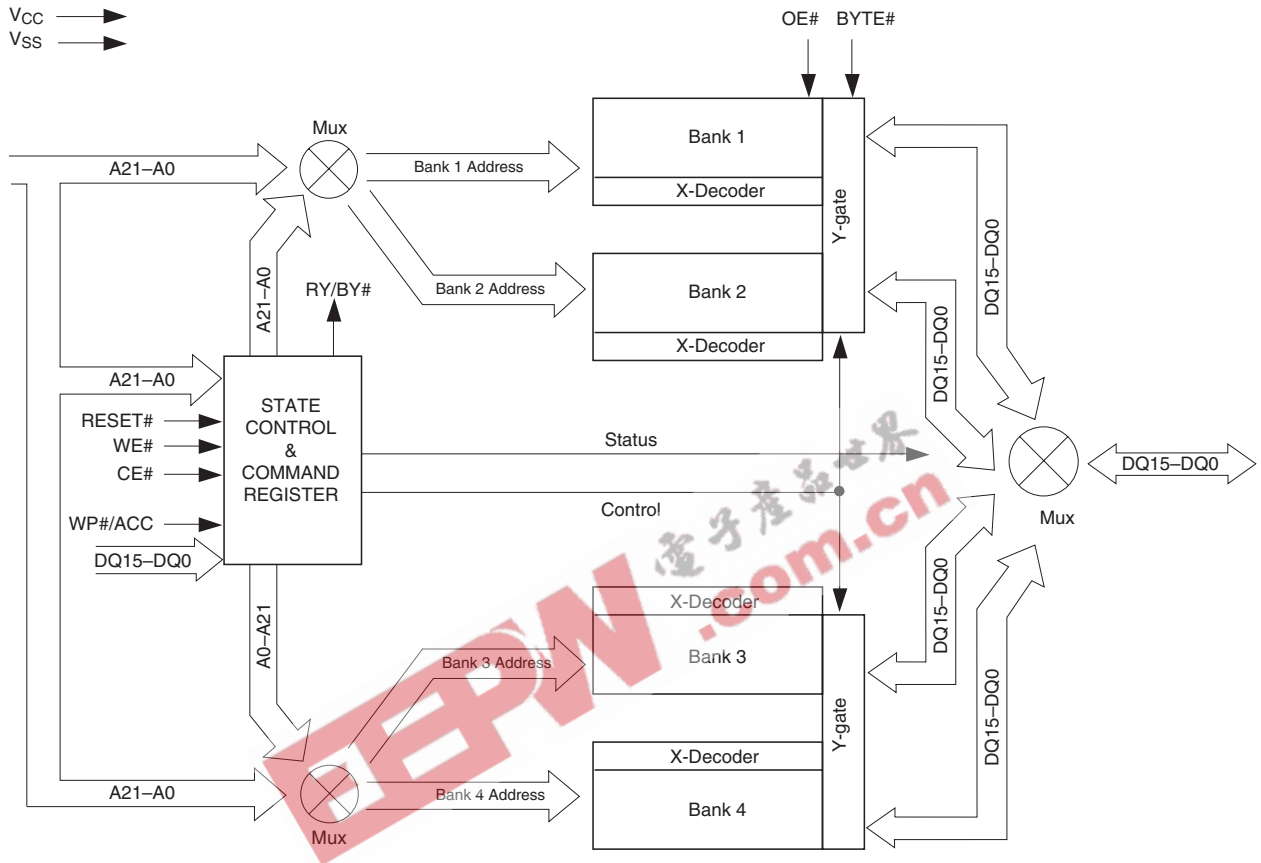 VCC
VSS
OE# BYTE#
Mux
A21–A0
Bank 1 Address
Bank 1
X-Decoder
Y-gate
DQ15–DQ0
A21–A0
RY/BY#
Bank 2 Address
Bank 2
X-Decoder
DQ15–DQ0
A21–A0
RESET#
WE#
CE#
WP#/ACC
DQ15–DQ0
STATE
CONTROL
&
COMMAND
REGISTER
Status
Control
Mux
DQ15–DQ0
A0–A21
X-Decoder
Bank 3 Address
Bank 3
Y-gate
DQ15–DQ0
DQ15–DQ0
A21–A0
Mux
Bank 4 Address
X-Decoder
Bank 4
EEPW
電子產品世界
.com.cn